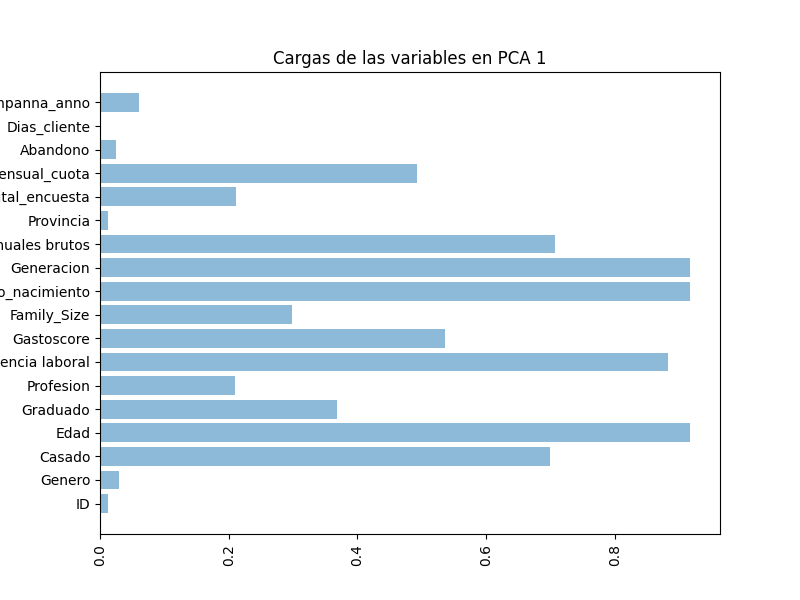 Cargas de las variables en PCA 1
npanna_anno
Dias_cliente
Abandono
ensual_cuota
ital_encuesta
Provincia
nuales brutos
Generacion
o_nacimiento
Family_Size
Gastoscore
encia laboral
Profesion
Graduado
Edad
Casado
Genero
ID
0.0
0.2
0.4
0.6
0.8